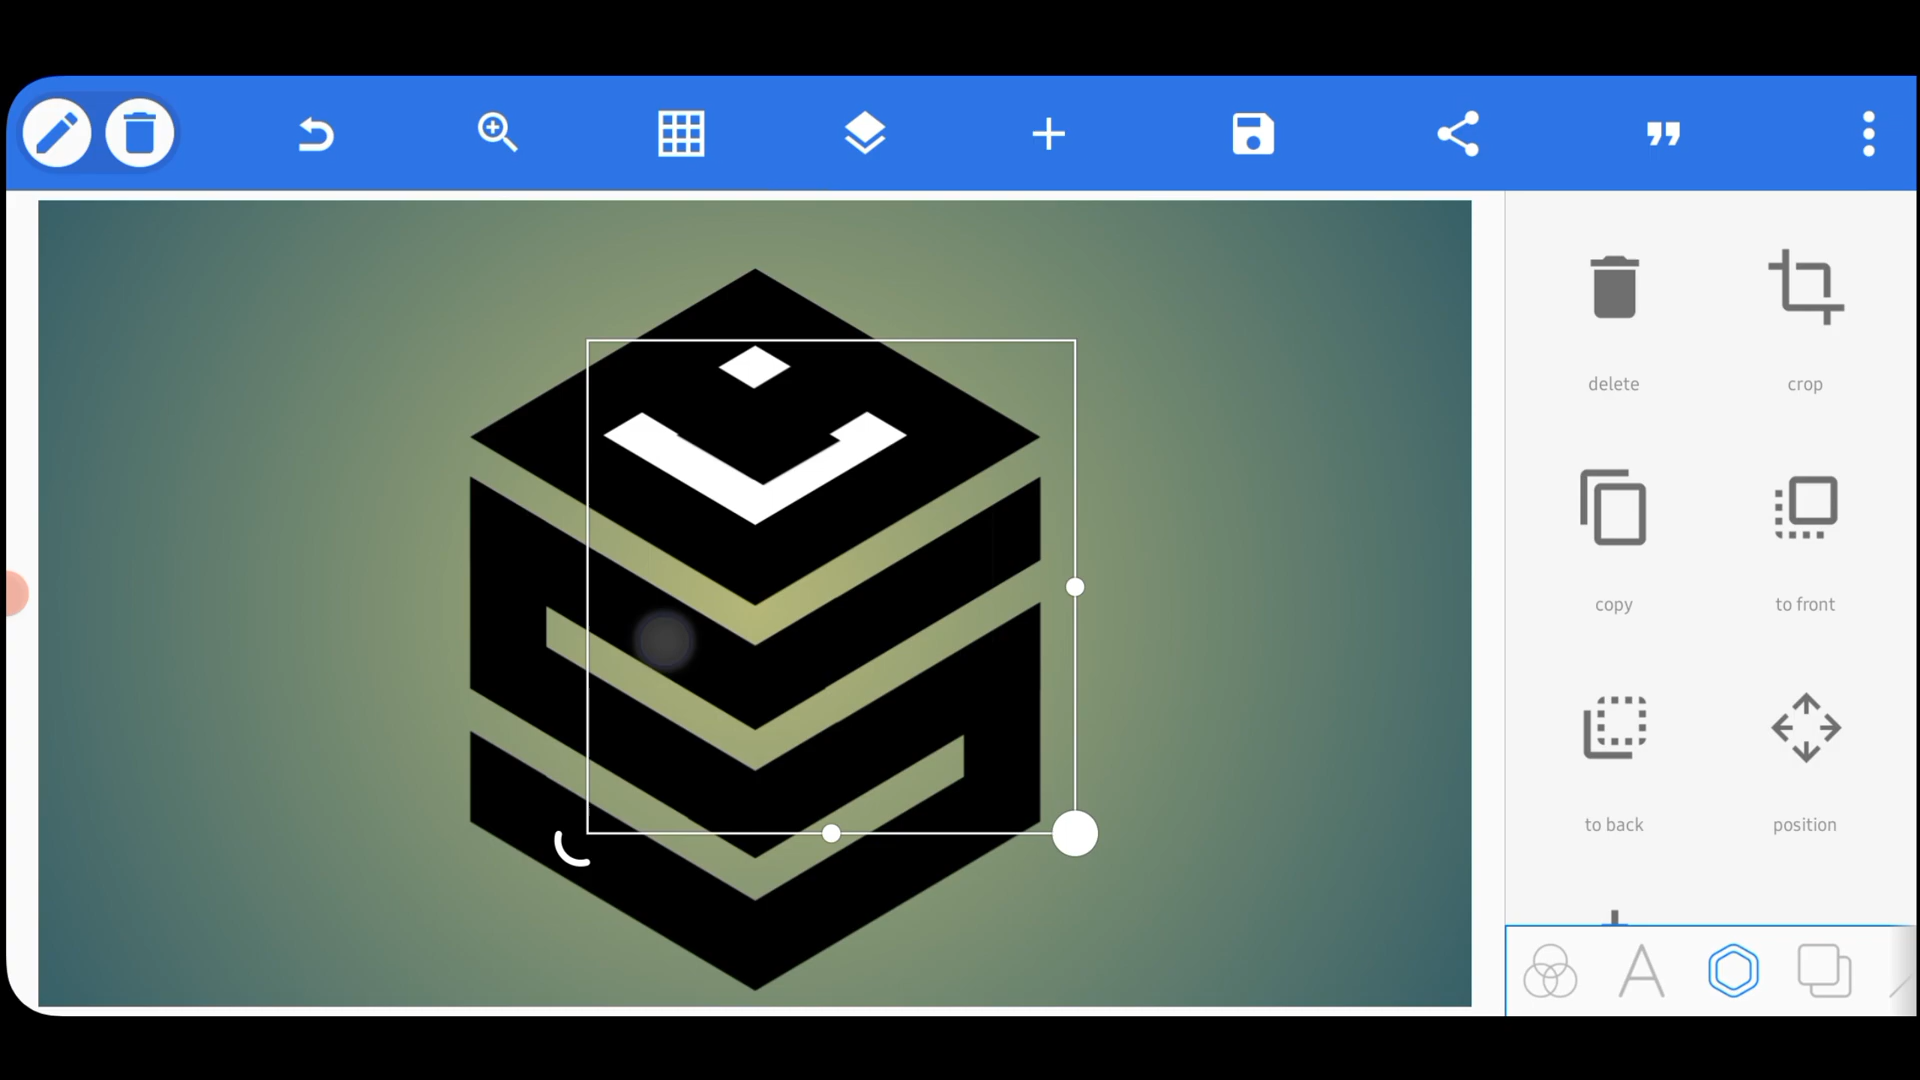 delete
crop
copy
to front
to back
position